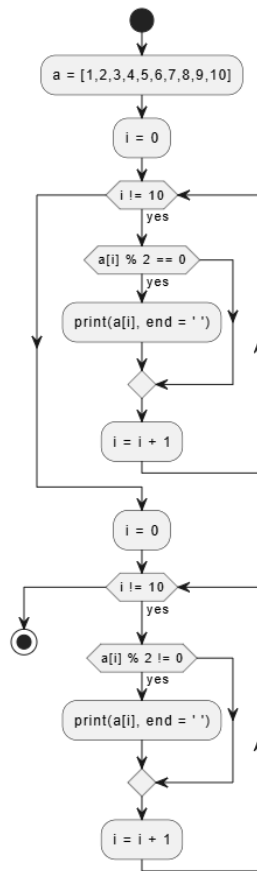 a = [1,2,3,4,5,6,7,8,9,10]
i = 0
i != 10
yes
a[i] % 2 == 0
yes
print(a[i], end = ' ')
i = i + 1
i = 0
i != 10
yes
a[i] % 2 != 0
yes
print(a[i], end = ' ')
i = i + 1